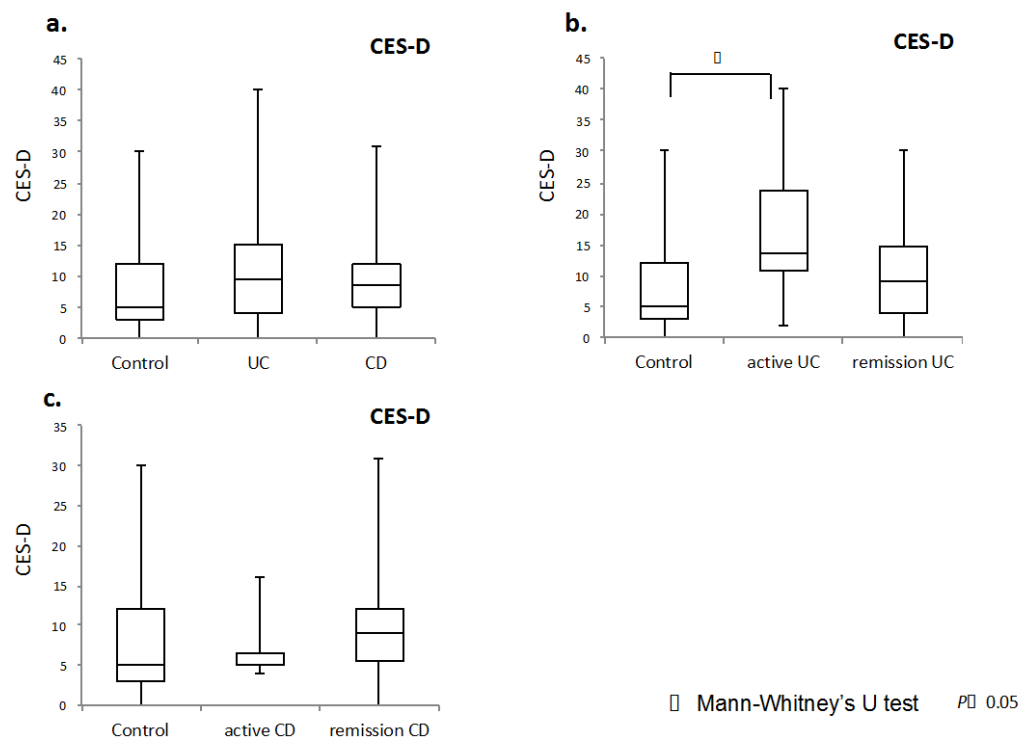 a.
CES-D
45
40
35
30
25
20
15
10
5
0
CES-D
Control UC CD
b.
CES-D
▯
45
40
35
30
25
20
15
10
5
0
CES-D
Control active UC remission UC
c.
CES-D
35
30
25
20
15
10
5
0
CES-D
Control active CD remission CD
▯ Mann-Whitney's U test P▯ 0.05